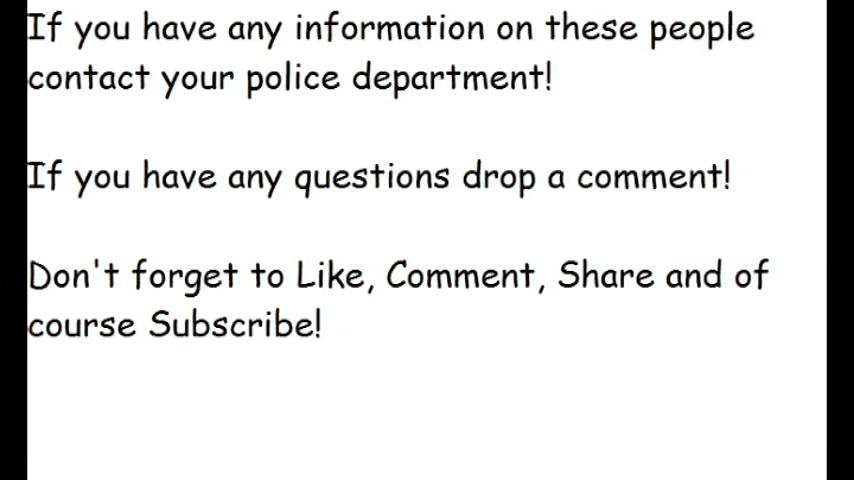 If you have any information on these people
contact your police department!
If you have any questions drop a comment!
Don't forget to Like, Comment, Share and of
course Subscribe!